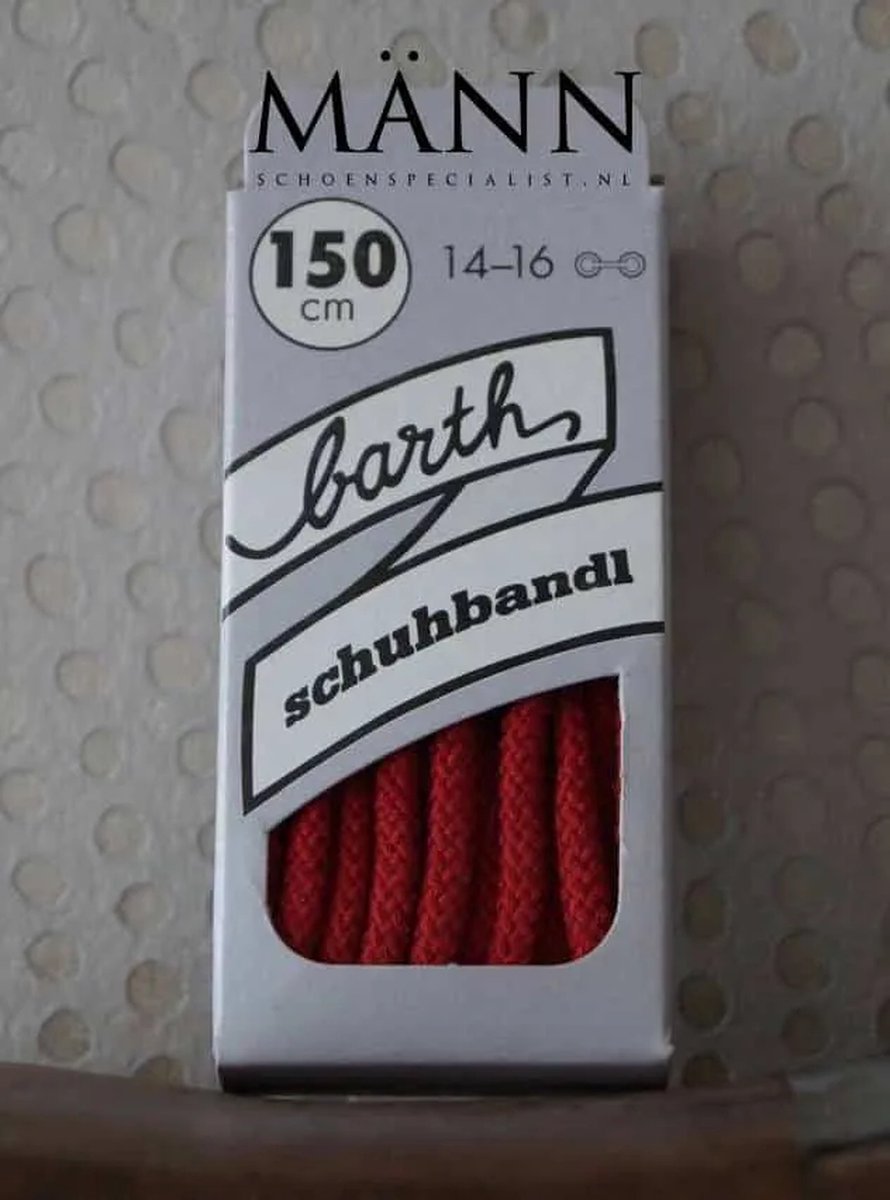 MÄNN
SCHOENSPECIALIST.NL
150
cm
14–16
barth
schuhbandl